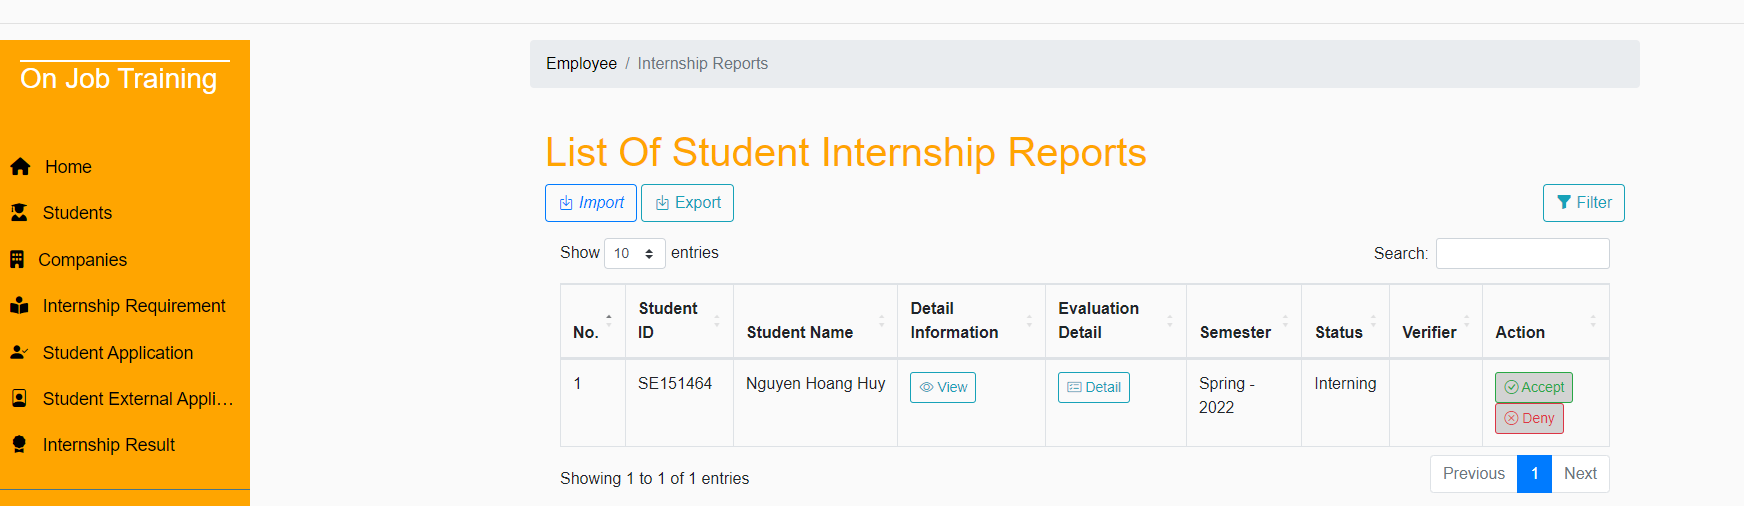 On Job Training
Home
Students
Companies
Internship Requirement
Student Application
Student External Appli...
Internship Result
Employee / Internship Reports
List Of Student Internship Reports
Import Export Filter
Show 10 entries Search:
No. Student ID Student Name Detail Information Evaluation Detail Semester Status Verifier Action
1 SE151464 Nguyen Hoang Huy View Detail Spring - 2022 Interning Accept
Deny
Showing 1 to 1 of 1 entries Previous 1 Next